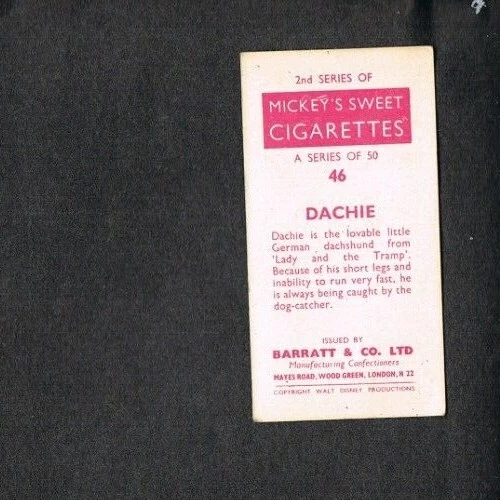 2nd SERIES OF
MICKEY'S SWEET
CIGARETTES
A SERIES OF 50
46
DACHIE
Dachie is the lovable little
German dachshund from
'Lady and the Tramp'.
Because of his short legs and
inability to run very fast, he
is always being caught by the
dog-catcher.
ISSUED BY
BARRATT & CO. LTD
Manufacturing Confectioners
MAYES ROAD, WOOD GREEN, LONDON, N 22
COPYRIGHT WALT DISNEY PRODUCTIONS